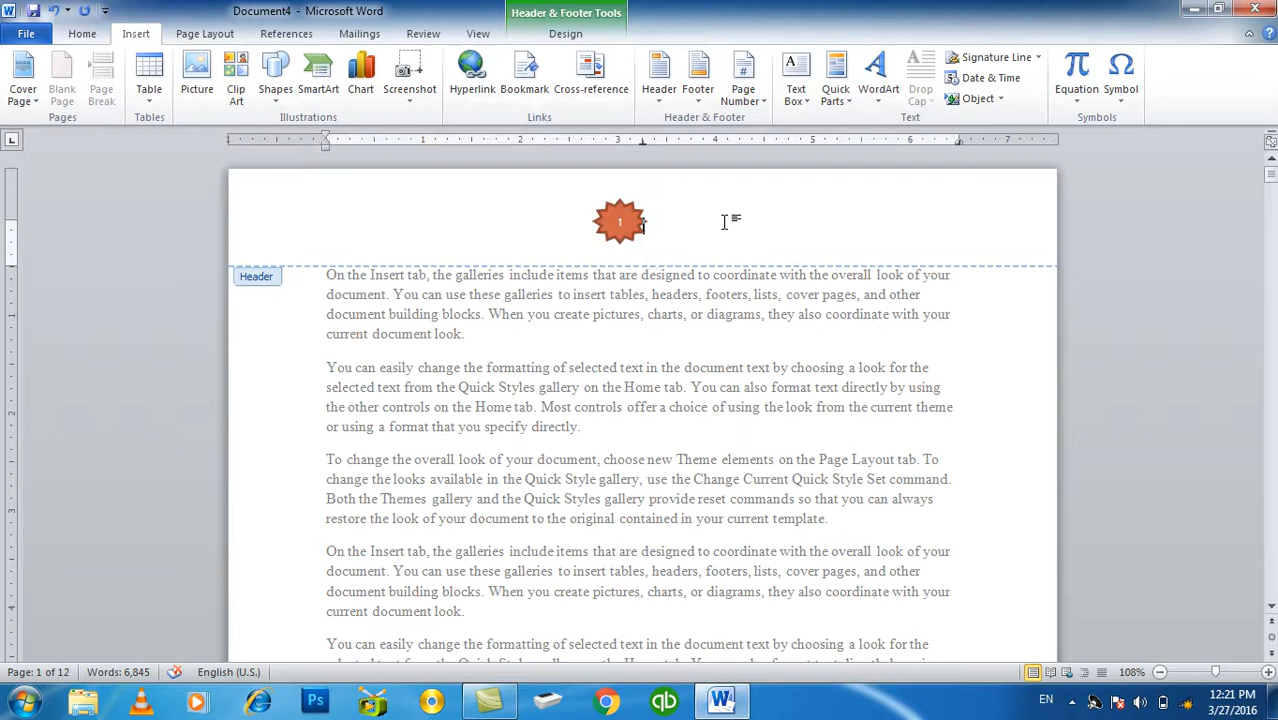 Document4 - Microsoft Word
Header & Footer Tools
File Home Insert Page Layout References Mailings Review View Design
Cover Page
Blank Page
Page Break
Table
Picture
Clip Art
Shapes
SmartArt
Chart
Screenshot
Hyperlink
Bookmark
Cross-reference
Header
Footer
Page Number
Text Box
Quick Parts
WordArt
Drop Cap
Signature Line
Date & Time
Object
Equation
Symbol
Pages Tables Illustrations Links Header & Footer Text Symbols
1 2 3 4 5 6 7
1
Header
On the Insert tab, the galleries include items that are designed to coordinate with the overall look of your
document. You can use these galleries to insert tables, headers, footers, lists, cover pages, and other
document building blocks. When you create pictures, charts, or diagrams, they also coordinate with your
current document look.
You can easily change the formatting of selected text in the document text by choosing a look for the
selected text from the Quick Styles gallery on the Home tab. You can also format text directly by using
the other controls on the Home tab. Most controls offer a choice of using the look from the current theme
or using a format that you specify directly.
To change the overall look of your document, choose new Theme elements on the Page Layout tab. To
change the looks available in the Quick Style gallery, use the Change Current Quick Style Set command.
Both the Themes gallery and the Quick Styles gallery provide reset commands so that you can always
restore the look of your document to the original contained in your current template.
On the Insert tab, the galleries include items that are designed to coordinate with the overall look of your
document. You can use these galleries to insert tables, headers, footers, lists, cover pages, and other
document building blocks. When you create pictures, charts, or diagrams, they also coordinate with your
current document look.
You can easily change the formatting of selected text in the document text by choosing a look for the
Page: 1 of 12 Words: 6,845 English (U.S.) 108%
EN 12:21 PM
3/27/2016